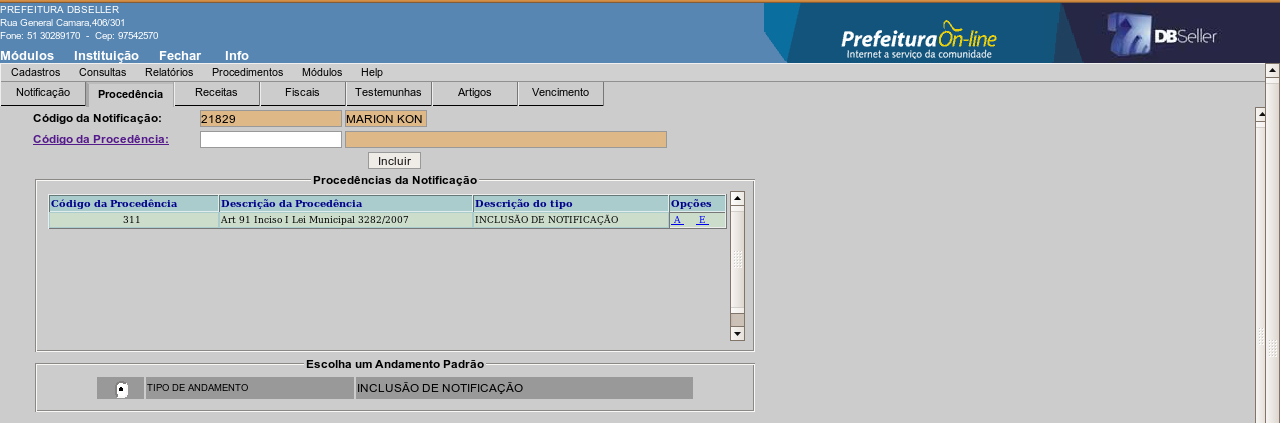 PREFEITURA DBSELLER
Rua General Camara,406/301
Fone: 51 30289170 - Cep: 97542570
Módulos Instituição Fechar Info
Prefeitura On-line
Internet a serviço da comunidade
DBSeller
Cadastros Consultas Relatórios Procedimentos Módulos Help
Notificação Procedência Receitas Fiscais Testemunhas Artigos Vencimento
Código da Notificação: 21829 MARION KON
Código da Procedência:
Incluir
Procedências da Notificação
Código da Procedência Descrição da Procedência Descrição do tipo Opções
311 Art 91 Inciso I Lei Municipal 3282/2007 INCLUSÃO DE NOTIFICAÇÃO A E
Escolha um Andamento Padrão
TIPO DE ANDAMENTO INCLUSÃO DE NOTIFICAÇÃO